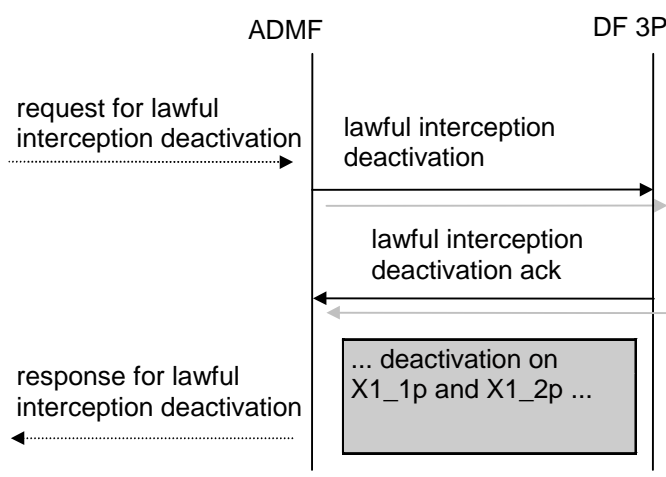 ADMF
DF 3P
request for lawful
interception deactivation
lawful interception
deactivation
lawful interception
deactivation ack
... deactivation on
X1_1p and X1_2p ...
response for lawful
interception deactivation